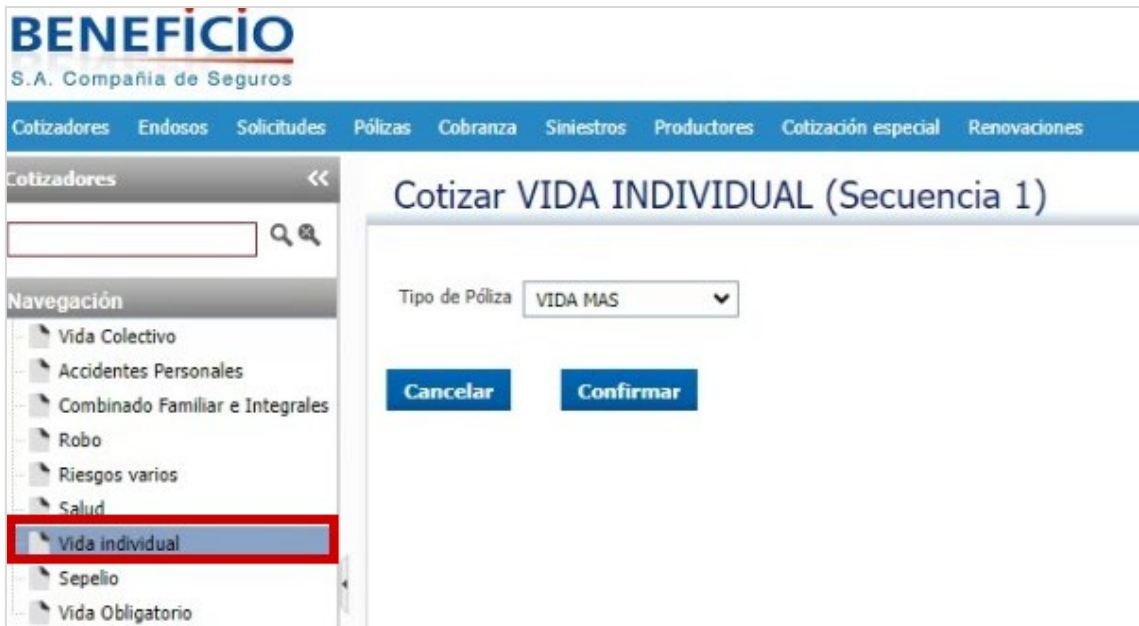 BENEFICIO
S.A. Compañia de Seguros
Cotizadores Endosos Solicitudes Pólizas Cobranza Siniestros Productores Cotización especial Renovaciones
Cotizadores <<
Cotizar VIDA INDIVIDUAL (Secuencia 1)
Navegación
Tipo de Póliza VIDA MAS
Vida Colectivo
Accidentes Personales
Combinado Familiar e Integrales
Robo
Riesgos varios
Salud
Vida individual
Sepelio
Vida Obligatorio
Cancelar Confirmar